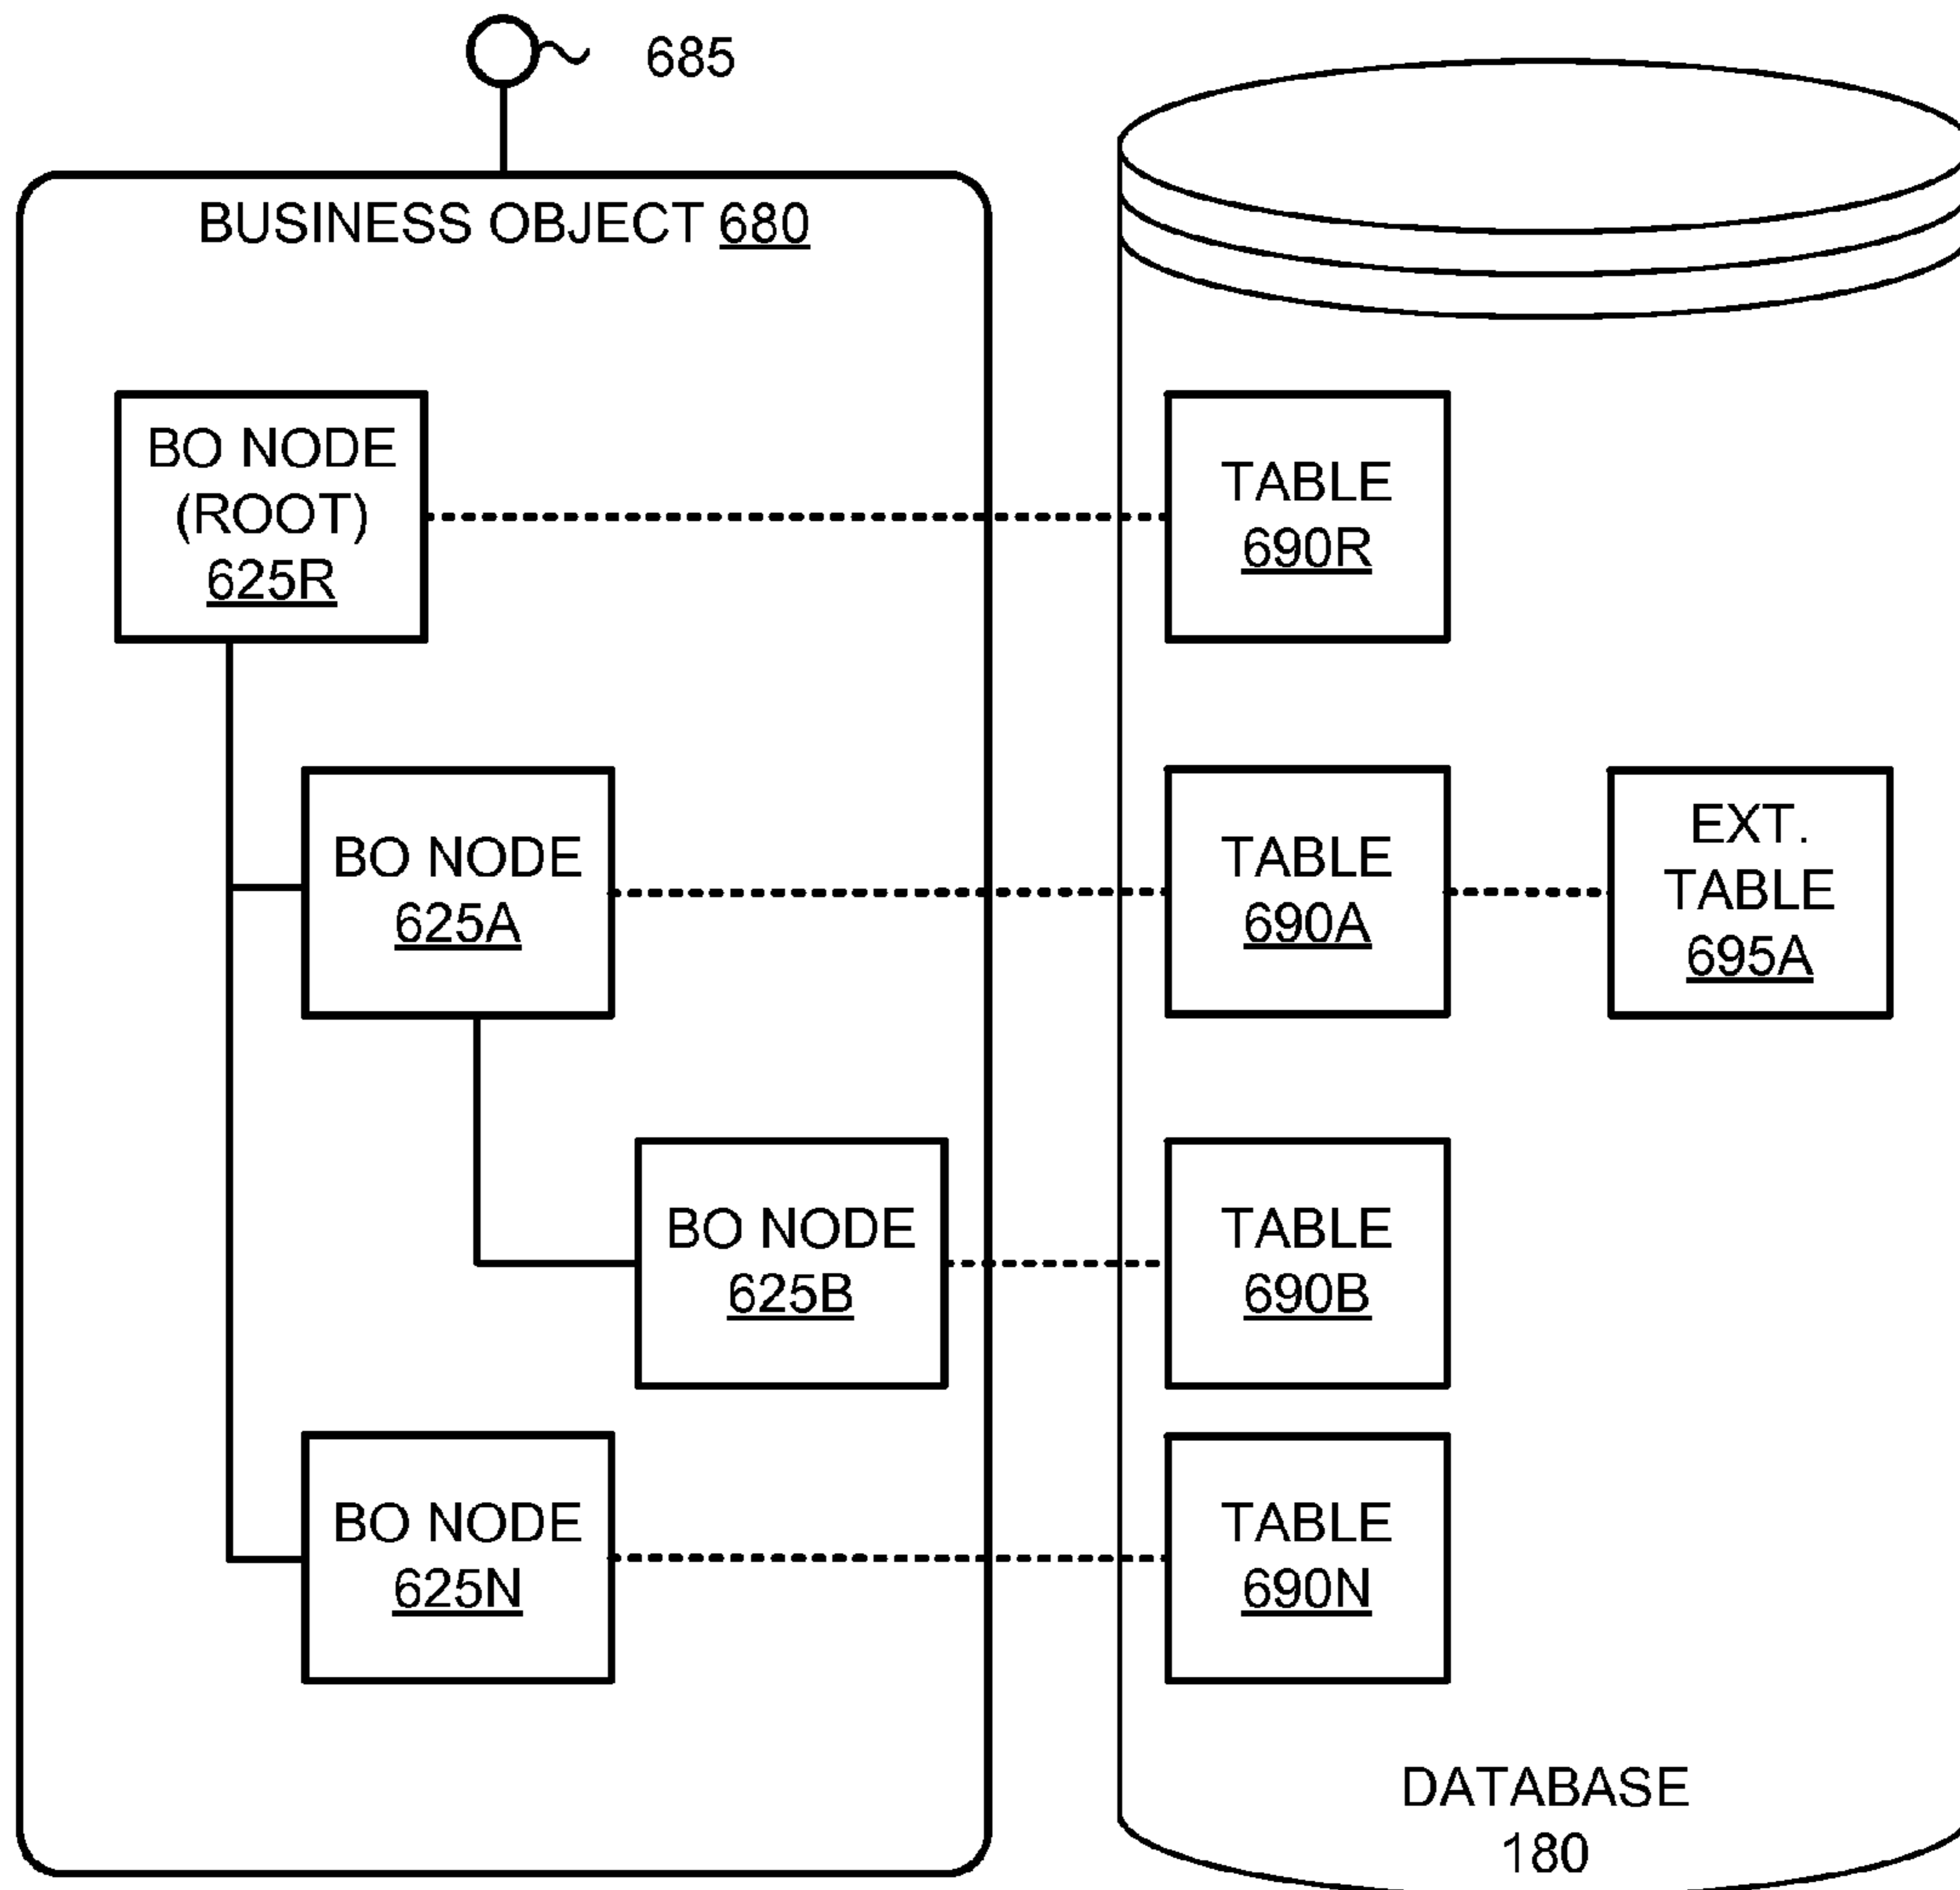 685
BUSINESS OBJECT 680
BO NODE
(ROOT)
625R
TABLE
690R
BO NODE
625A
TABLE
690A
EXT.
TABLE
695A
BO NODE
625B
TABLE
690B
BO NODE
625N
TABLE
690N
DATABASE
180